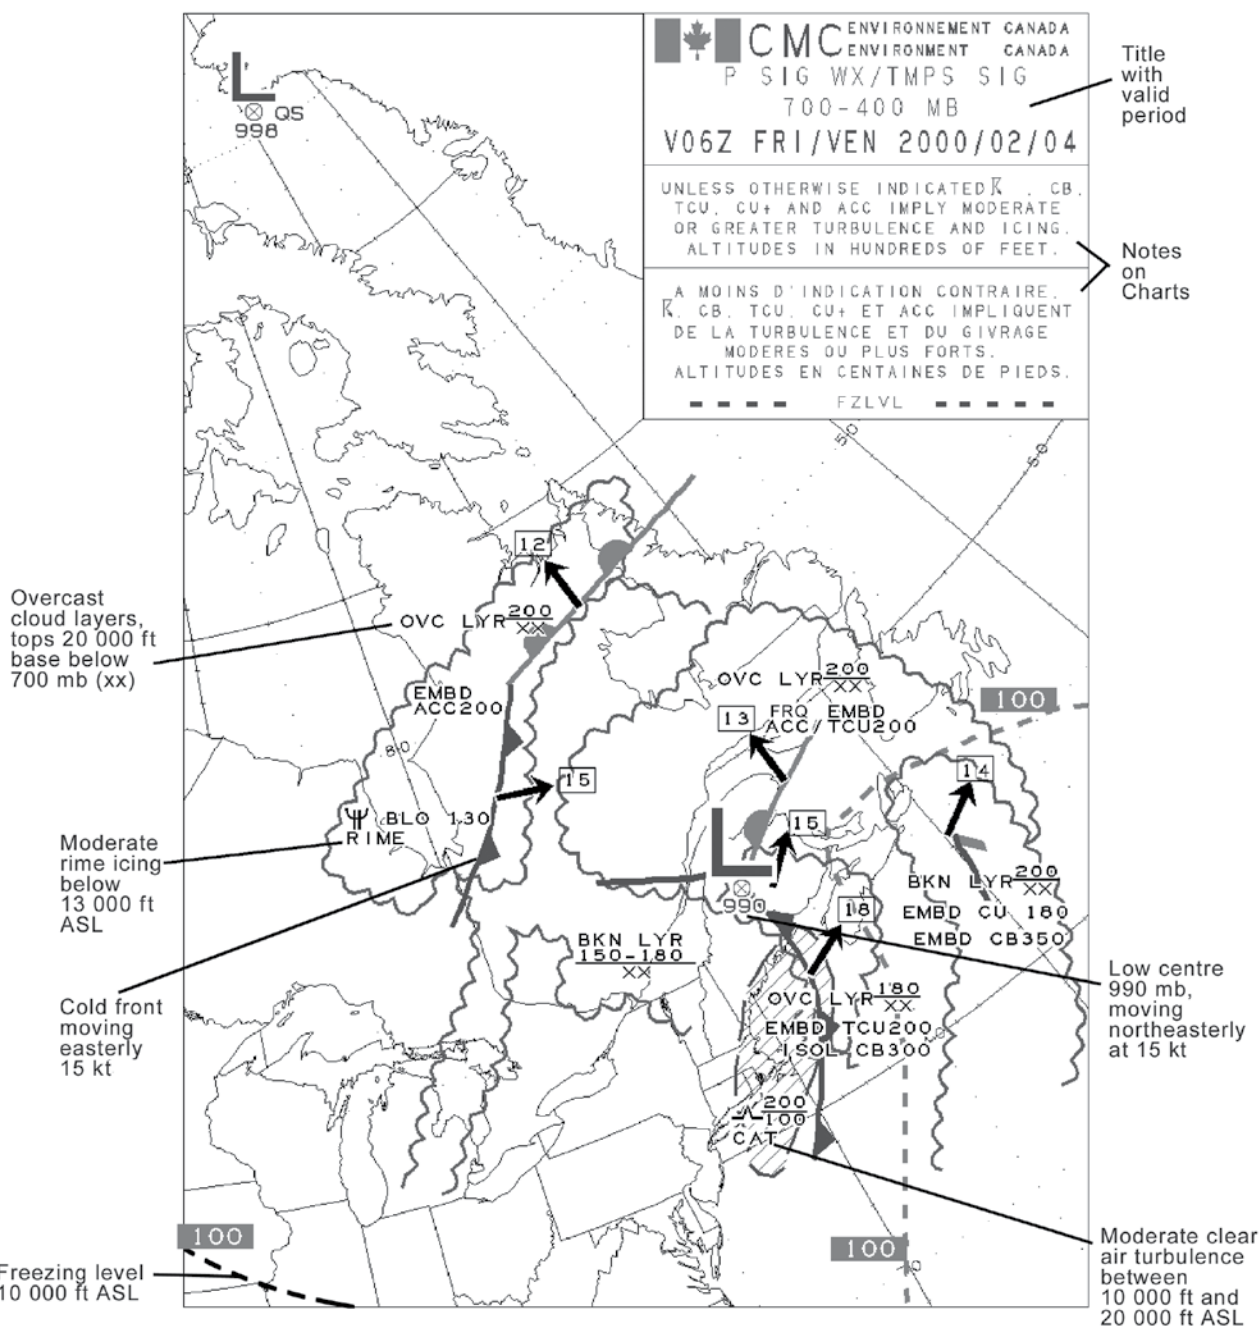 CMC ENVIRONNEMENT CANADA
ENVIRONMENT CANADA
P SIG WX/TMPS SIG
700-400 MB
V06Z FRI/VEN 2000/02/04
UNLESS OTHERWISE INDICATED , CB,
TCU, CU+ AND ACC IMPLY MODERATE
OR GREATER TURBULENCE AND ICING.
ALTITUDES IN HUNDREDS OF FEET.
A MOINS D'INDICATION CONTRAIRE,
, CB, TCU, CU+ ET ACC IMPLIQUENT
DE LA TURBULENCE ET DU GIVRAGE
MODERES OU PLUS FORTS.
ALTITUDES EN CENTAINES DE PIEDS.
FZLVL
Title
with
valid
period
Notes
on
Charts
L
QS
998
50
50
12
Overcast
cloud layers,
tops 20 000 ft
base below
700 mb (xx)
OVC LYR 200
XX
EMBD
ACC200
80
15
BLO 130
RIME
Moderate
rime icing
below
13 000 ft
ASL
Cold front
moving
easterly
15 kt
OVC LYR 200
XX
13
FRQ EMBD
ACC/TCU200
100
14
15
L
990
18
BKN LYR 200
XX
EMBD CU 180
EMBD CB350
BKN LYR
150-180
XX
Low centre
990 mb,
moving
northeasterly
at 15 kt
OVC LYR 180
XX
EMBD TCU200
ISOL CB300
200
100
CAT
100
100
Freezing level
10 000 ft ASL
Moderate clear
air turbulence
between
10 000 ft and
20 000 ft ASL